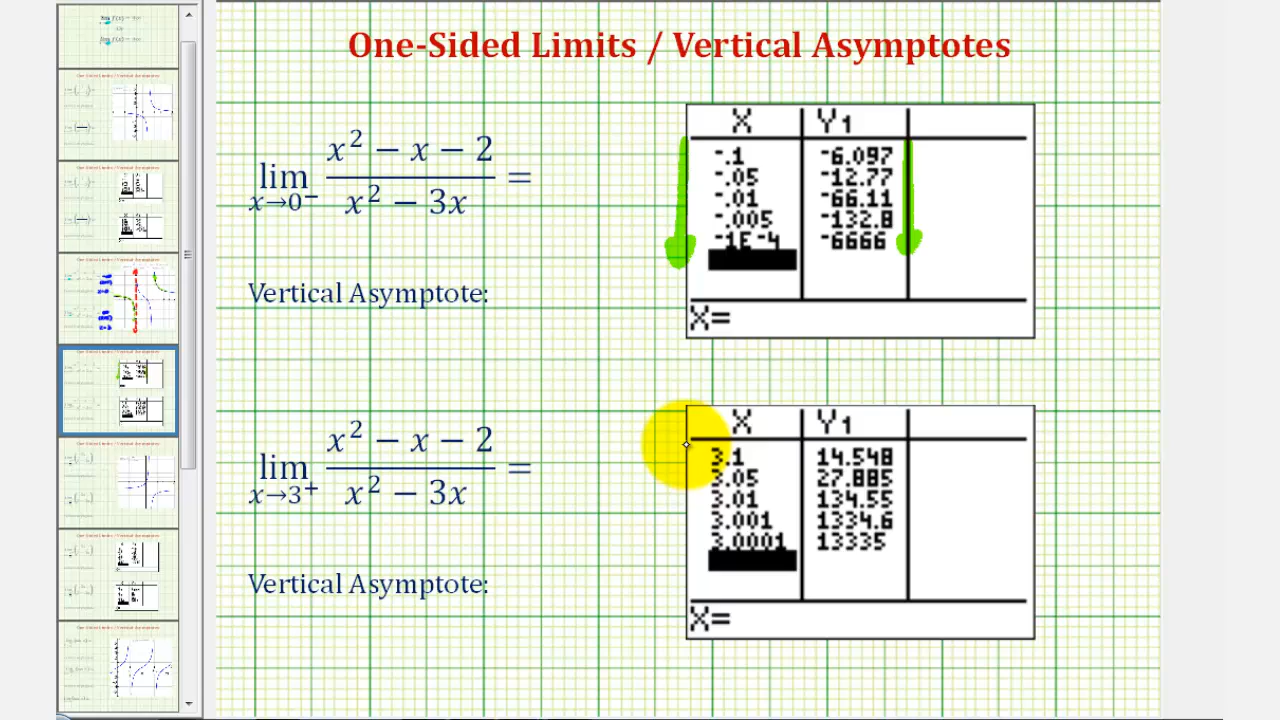 One-Sided Limits / Vertical Asymptotes
lim x→0⁻ (x² − x − 2)/(x² − 3x) =
Vertical Asymptote:
X Y₁
-.1 -6.097
-.05 -12.77
-.01 -66.11
-.005 -132.8
-1E-4 -6666
X=
lim x→3⁺ (x² − x − 2)/(x² − 3x) =
Vertical Asymptote:
X Y₁
3.1 14.548
3.05 27.885
3.01 134.55
3.001 1334.6
3.0001 13335
X=